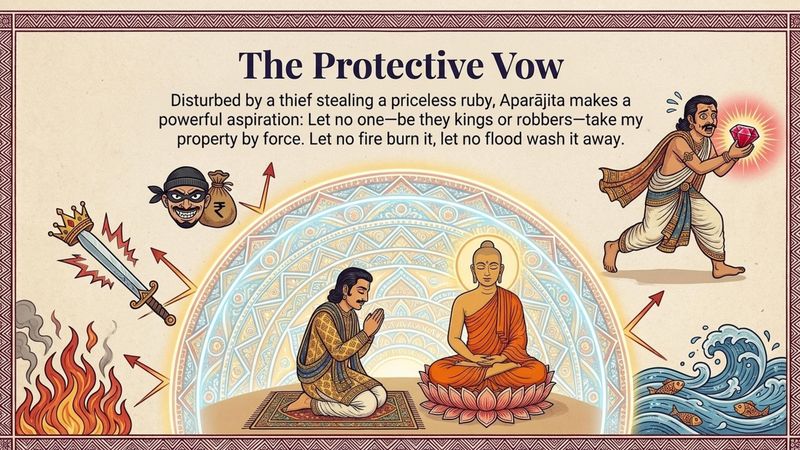 The Protective Vow
Disturbed by a thief stealing a priceless ruby, Aparājita makes a
powerful aspiration: Let no one—be they kings or robbers—take my
property by force. Let no fire burn it, let no flood wash it away.
₹